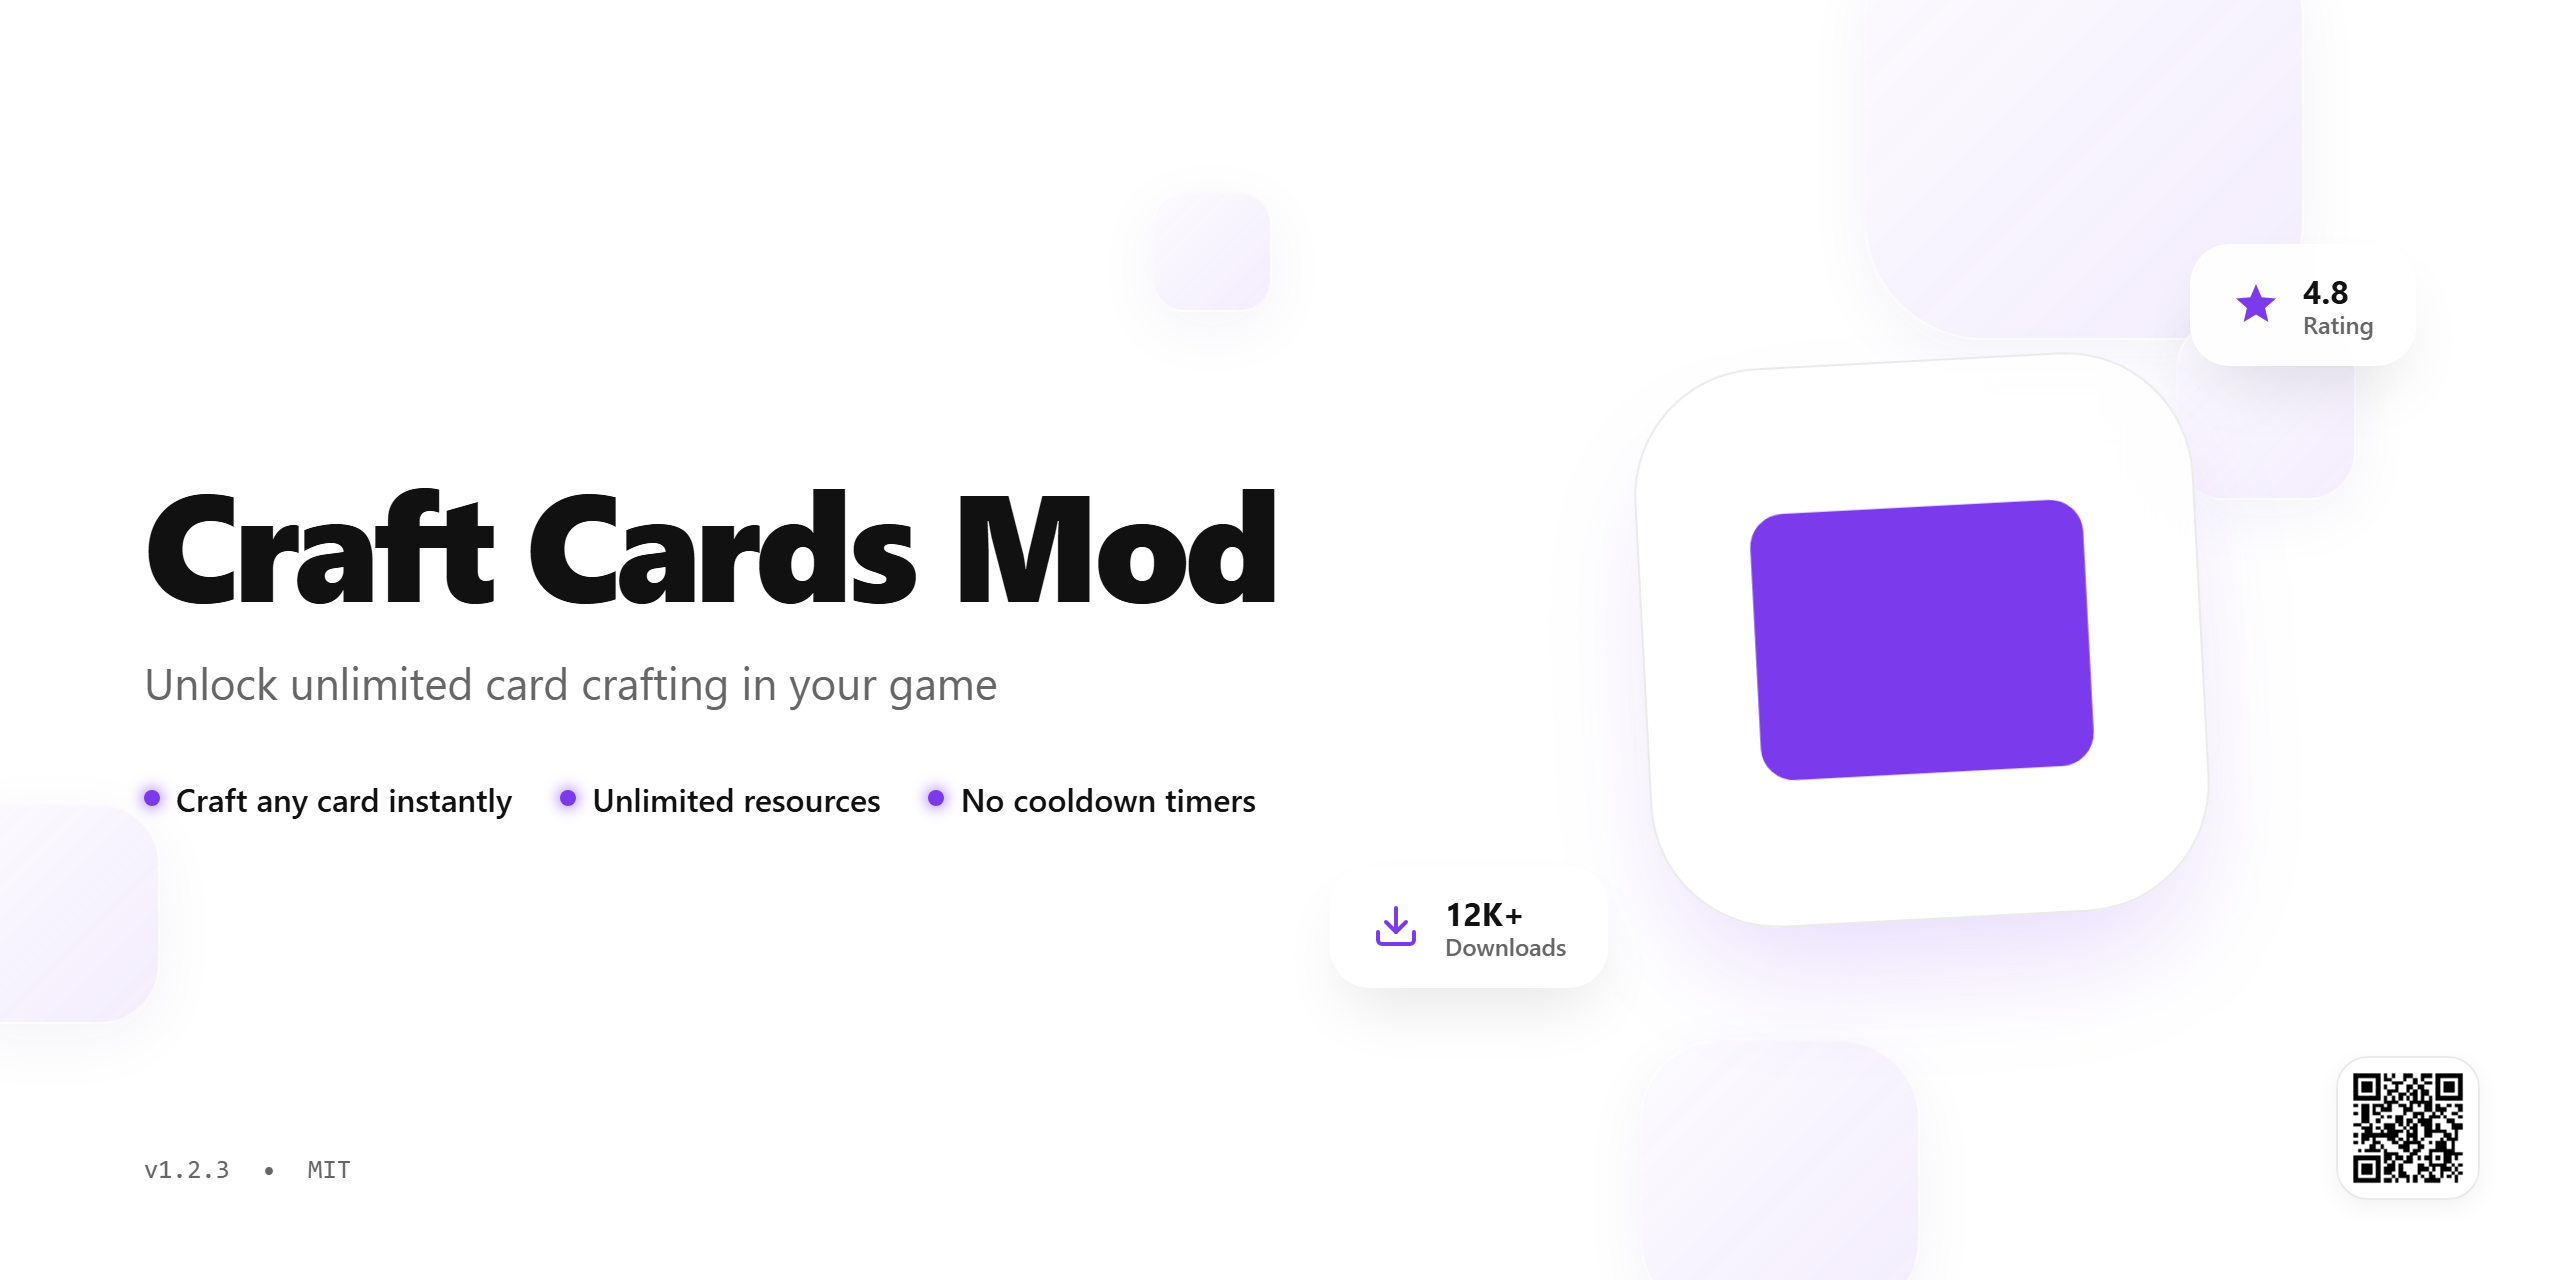 Craft Cards Mod
Unlock unlimited card crafting in your game
Craft any card instantly
Unlimited resources
No cooldown timers
4.8
Rating
12K+
Downloads
v1.2.3 • MIT